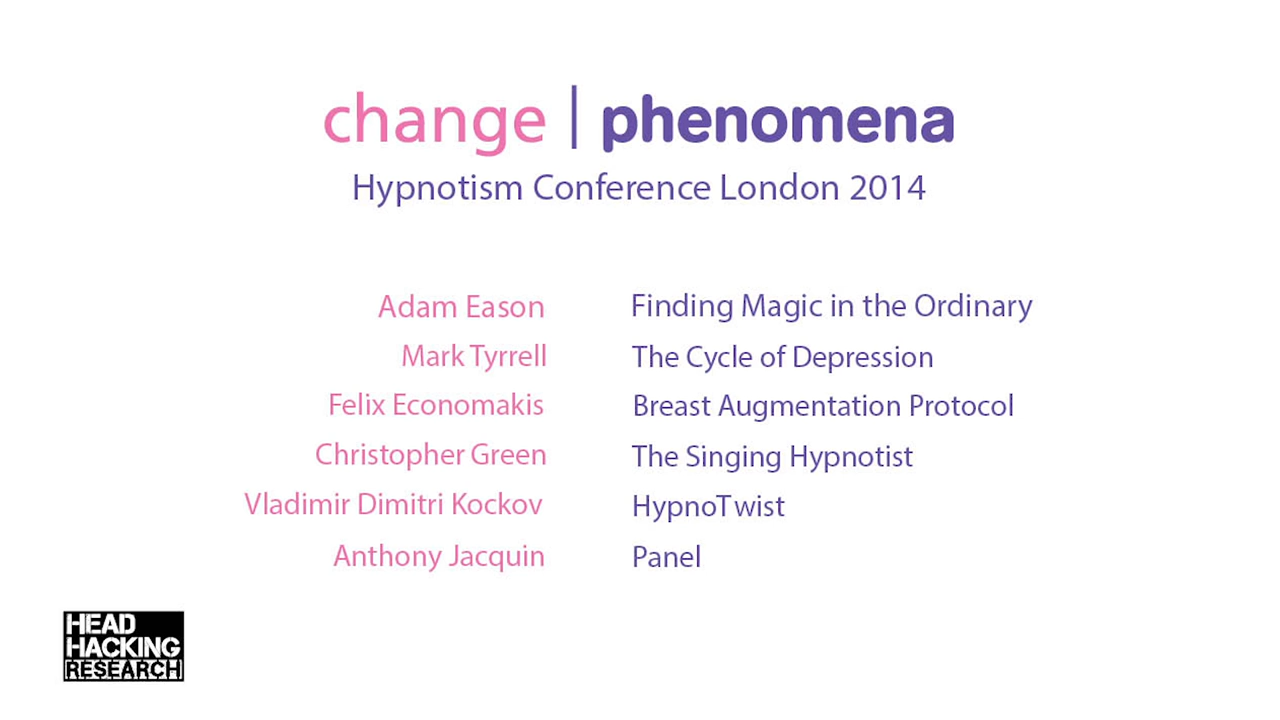 change | phenomena
Hypnotism Conference London 2014
Adam Eason Finding Magic in the Ordinary
Mark Tyrrell The Cycle of Depression
Felix Economakis Breast Augmentation Protocol
Christopher Green The Singing Hypnotist
Vladimir Dimitri Kockov HypnoTwist
Anthony Jacquin Panel
HEAD
HACKING
RESEARCH